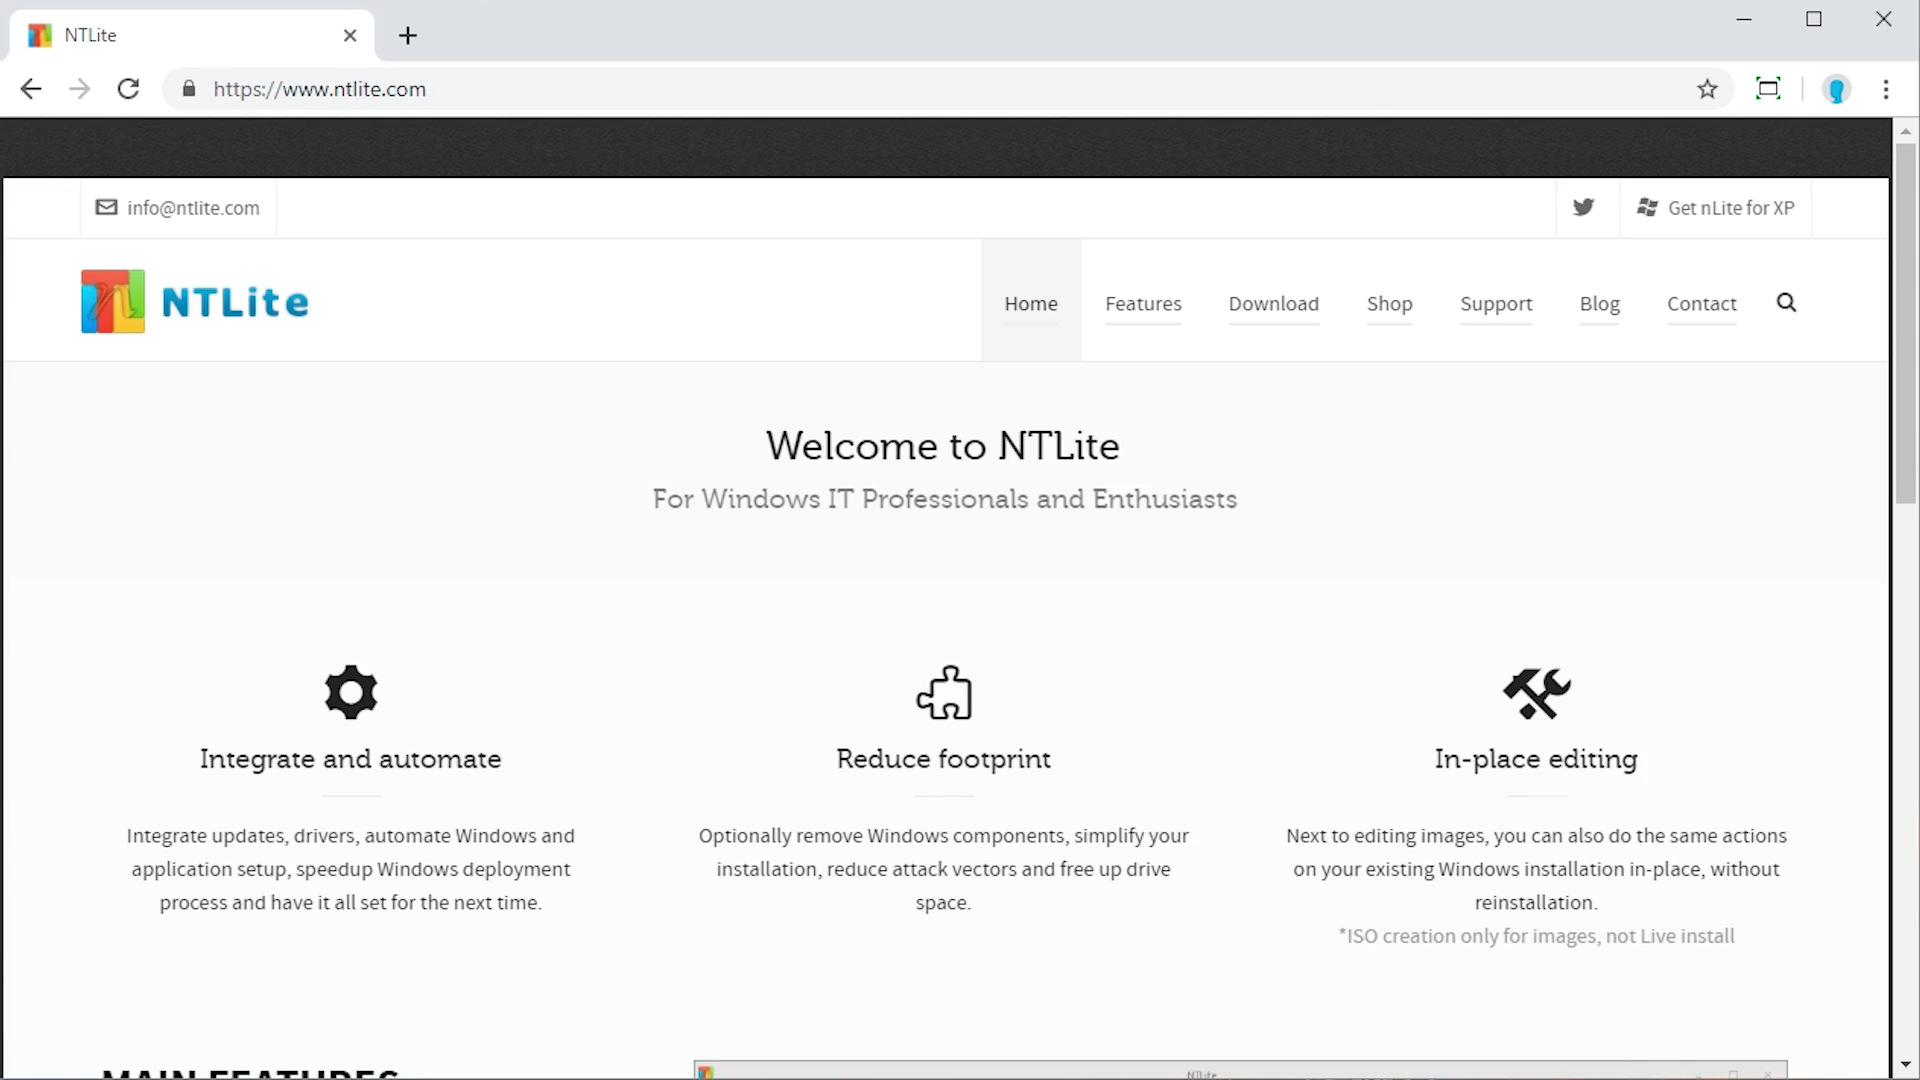 NTLite
https://www.ntlite.com
info@ntlite.com
Get nLite for XP
NTLite
Home
Features
Download
Shop
Support
Blog
Contact
Welcome to NTLite
For Windows IT Professionals and Enthusiasts
Integrate and automate
Integrate updates, drivers, automate Windows and
application setup, speedup Windows deployment
process and have it all set for the next time.
Reduce footprint
Optionally remove Windows components, simplify your
installation, reduce attack vectors and free up drive
space.
In-place editing
Next to editing images, you can also do the same actions
on your existing Windows installation in-place, without
reinstallation.
*ISO creation only for images, not Live install
MAIN FEATURES
NTLite